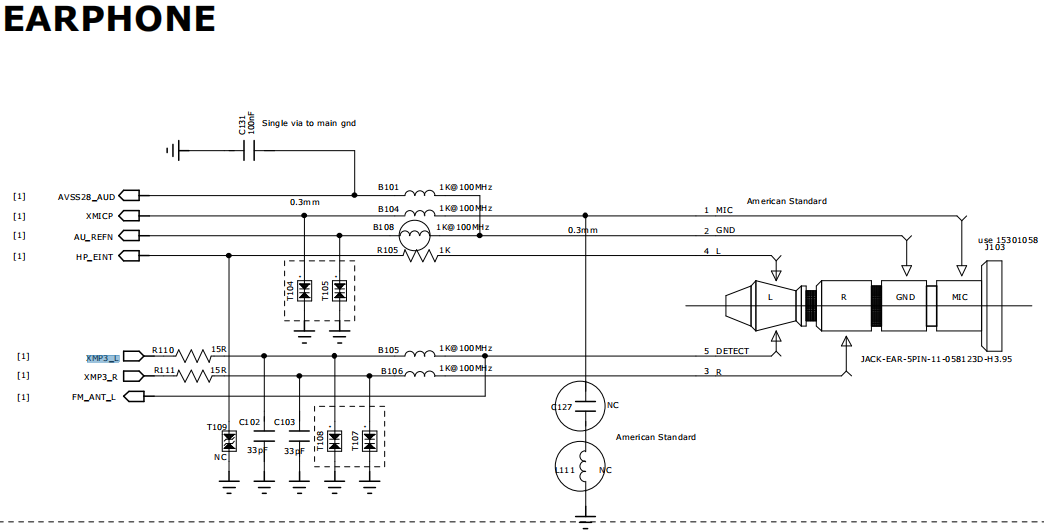 EARPHONE
C131
100nF
Single via to main gnd
[1] AVSS28_AUD
B101 1K@100MHz
0.3mm
[1] XMICP
B104 1K@100MHz
1 MIC
American Standard
[1] AU_REFN
B108 1K@100MHz
0.3mm
2 GND
use 15301058
J103
[1] HP_EINT
R105 1K
4 L
T104
T105
L
R
GND
MIC
[1] XMP3_L
R110 15R
B105 1K@100MHz
5 DETECT
JACK-EAR-5PIN-11-058123D-H3.95
[1] XMP3_R
R111 15R
B106 1K@100MHz
3 R
[1] FM_ANT_L
C127 NC
T109
NC
C102
33pF
C103
33pF
T108
T107
American Standard
L111 NC